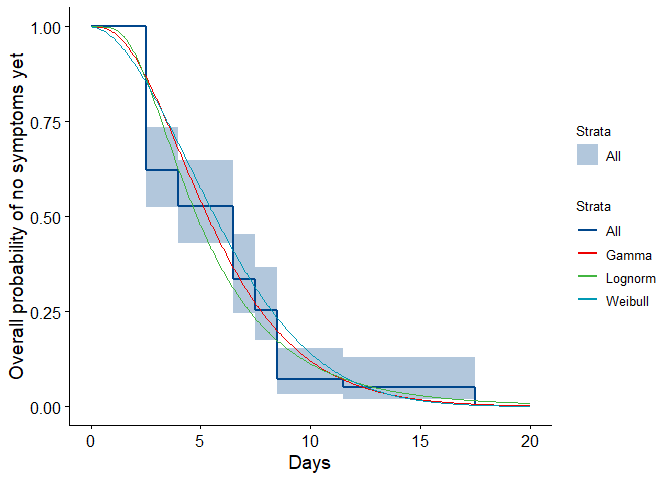 Overall probability of no symptoms yet
1.00
0.75
0.50
0.25
0.00
0 5 10 15 20
Days
Strata
All
Strata
All
Gamma
Lognorm
Weibull